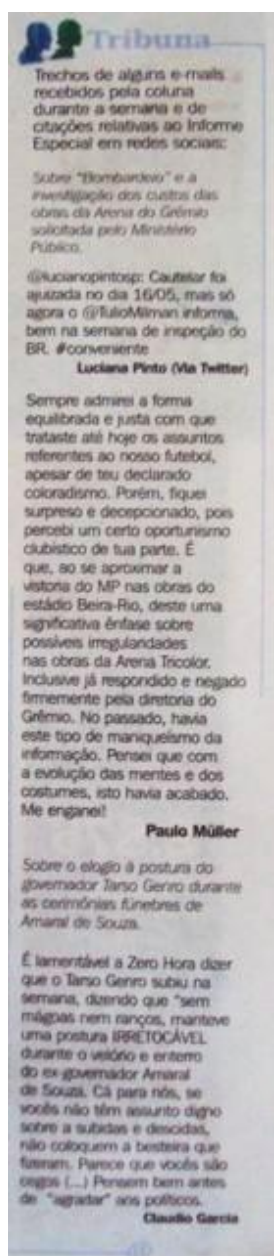 Tribuna
Trechos de alguns e-mails
recebidos pela coluna
durante a semana e de
citações relativas ao Informe
Especial em redes sociais:
Sobre "Bombardeio" e a
investigação dos custos das
obras da Arena do Grêmio
solicitada pelo Ministério
Público.
@lucianopintosp: Cautelar foi
ajuizada no dia 16/05, mas só
agora o @TulioMilman informa,
bem na semana de inspeção do
BR. #conveniente
Luciana Pinto (Via Twitter)
Sempre admirei a forma
equilibrada e justa com que
trataste até hoje os assuntos
referentes ao nosso futebol,
apesar de teu declarado
coloradismo. Porém, fiquei
surpreso e decepcionado, pois
percebi um certo oportunismo
clubístico de tua parte. É
que, ao se aproximar a
vistoria do MP nas obras do
estádio Beira-Rio, deste uma
significativa ênfase sobre
possíveis irregularidades
nas obras da Arena Tricolor.
Inclusive já respondido e negado
firmemente pela diretoria do
Grêmio. No passado, havia
este tipo de maniqueísmo da
informação. Pensei que com
a evolução das mentes e dos
costumes, isto havia acabado.
Me enganei!
Paulo Müller
Sobre o elogio à postura do
governador Tarso Genro durante
as cerimônias fúnebres de
Amaral de Souza.
É lamentável a Zero Hora dizer
que o Tarso Genro subiu na
semana, dizendo que "sem
mágoas nem ranços, manteve
uma postura IRRETOCÁVEL
durante o velório e enterro
do ex-governador Amaral
de Souza. Cá para nós, se
vocês não têm assunto digno
sobre a subidas e descidas,
não coloquem a besteira que
fizeram. Parece que vocês são
cegos (...) Pensem bem antes
de "agradar" aos políticos.
Claudio Garcia